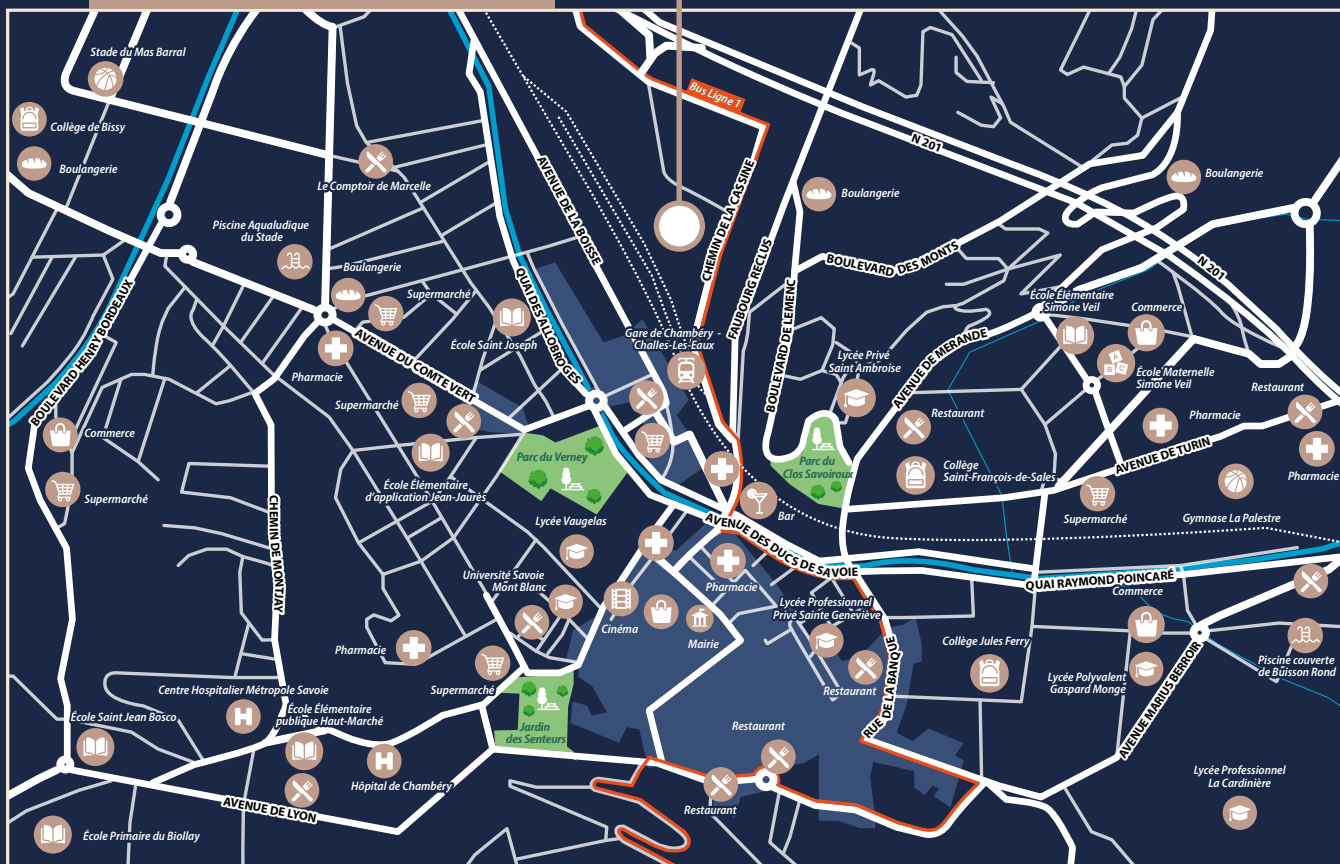 Stade du Mas Barral
Bus Ligne 1
Collège de Bissy
N 201
Boulangerie
Boulangerie
Le Comptoir de Marcelle
AVENUE DE LA BOISSE
CHEMIN DE LA CASSINE
Boulangerie
Piscine Aqualudique
du Stade
BOULEVARD DES MONTS
N 201
Boulangerie
Supermarché
BOULEVARD HENRY BORDEAUX
QUAI DES ALLOBROGES
FAUBOURG RECLUS
BOULEVARD DE LEMENC
École Élémentaire
Simone Veil
Commerce
École Saint Joseph
Gare de Chambéry -
Challes-Les-Eaux
AVENUE DU COMTE VERT
Pharmacie
Lycée Privé
Saint Ambroise
AVENUE DE MERANDE
A
B C
École Maternelle
Simone Veil
Restaurant
Supermarché
Restaurant
Pharmacie
Commerce
Parc du Verney
Parc du
Clos Savoiroux
Collège
Saint-François-de-Sales
AVENUE DE TURIN
Pharmacie
École Élémentaire
d'application Jean-Jaurès
Supermarché
Supermarché
Gymnase La Palestre
Lycée Vaugelas
Bar
AVENUE DES DUCS DE SAVOIE
CHEMIN DE MONTJAY
Université Savoie
Mont Blanc
Pharmacie
QUAI RAYMOND POINCARÉ
Commerce
Lycée Professionnel
Privé Sainte Geneviève
Cinéma
Mairie
Pharmacie
Collège Jules Ferry
Piscine couverte
de Buisson Rond
Supermarché
Restaurant
RUE DE LA BANQUE
Lycée Polyvalent
Gaspard Monge
AVENUE MARIUS BERROIR
Centre Hospitalier Métropole Savoie
H
École Saint Jean Bosco
École Élémentaire
publique Haut-Marché
Jardin
des Senteurs
Restaurant
H
Hôpital de Chambéry
Lycée Professionnel
La Cardinière
AVENUE DE LYON
Restaurant
École Primaire du Biollay